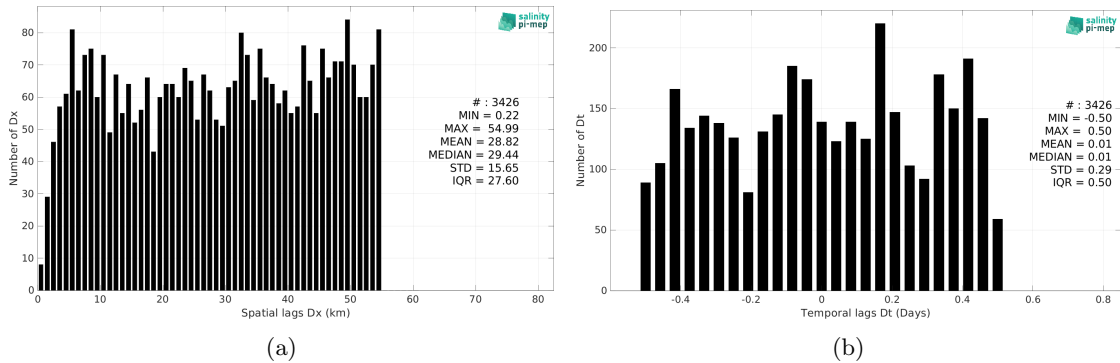 80
70
60
50
40
30
20
10
0
Number of Dx
0 10 20 30 40 50 60 70 80
Spatial lags Dx (km)
salinity
pi-mep
# : 3426
MIN = 0.22
MAX = 54.99
MEAN = 28.82
MEDIAN = 29.44
STD = 15.65
IQR = 27.60
(a)
200
150
100
50
0
Number of Dt
-0.4 -0.2 0 0.2 0.4 0.6 0.8
Temporal lags Dt (Days)
salinity
pi-mep
# : 3426
MIN = -0.50
MAX = 0.50
MEAN = 0.01
MEDIAN = 0.01
STD = 0.29
IQR = 0.50
(b)